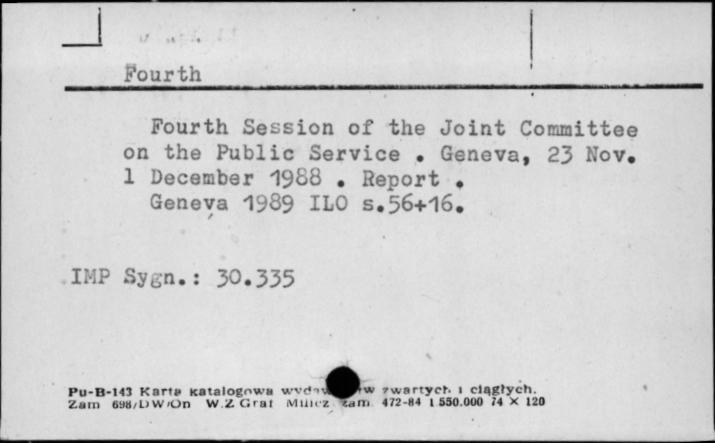 Fourth
Fourth Session of the Joint Committee
on the Public Service . Geneva, 23 Nov.
1 December 1988 . Report .
Geneva 1989 ILO s.56+16.
IMP Sygn.: 30.335
Pu-B-143 Karta katalogowa zwartych i ciągłych.
Zam 698/DW/On W.Z Graf Milicz zam. 472-84 1 550.000 74 × 120